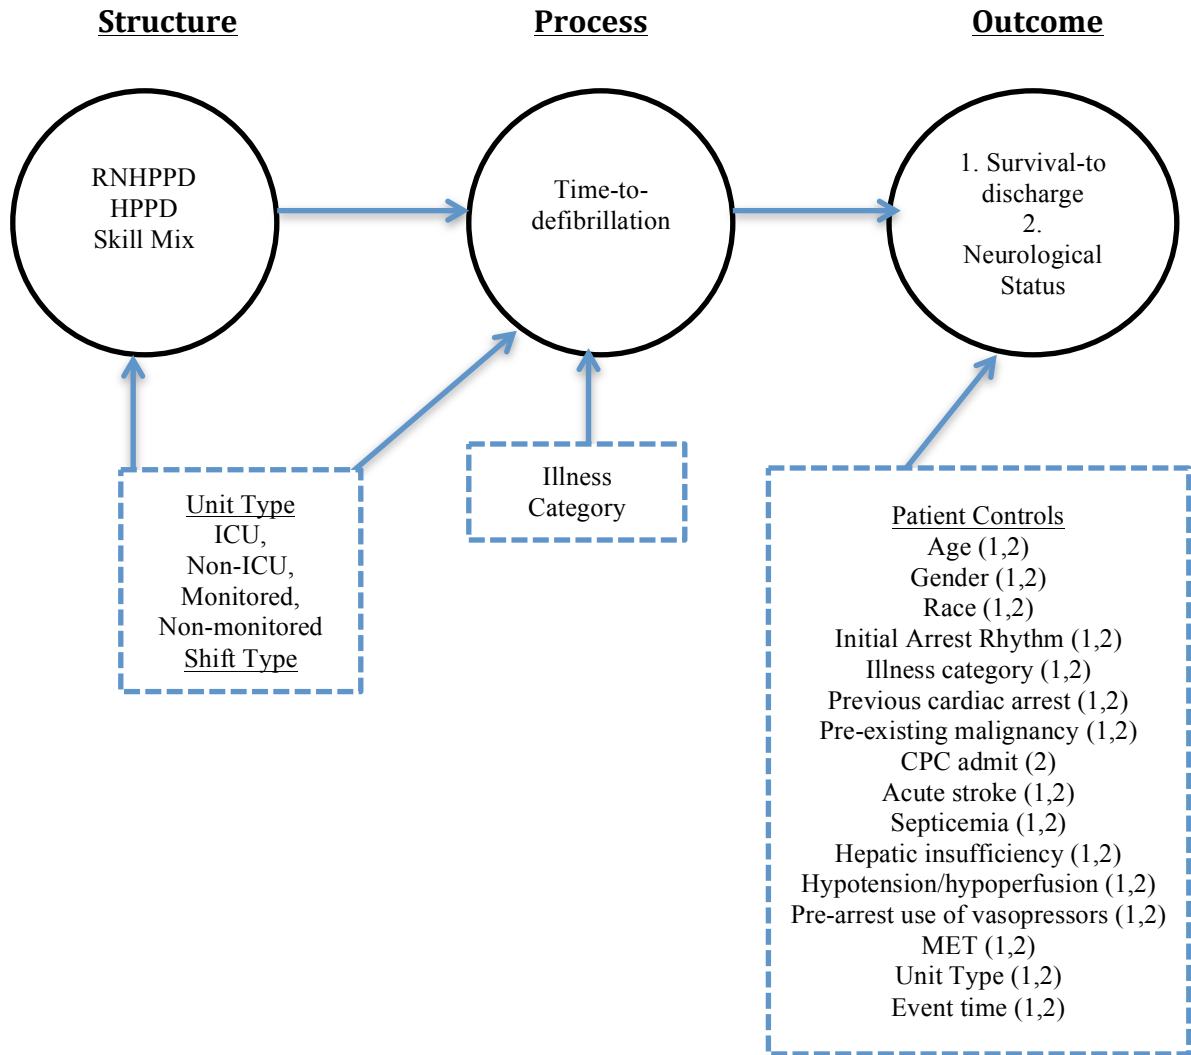 Structure
Process
Outcome
RNHPPD
HPPD
Skill Mix
Time-to-
defibrillation
1. Survival-to
discharge
2.
Neurological
Status
Unit Type
ICU,
Non-ICU,
Monitored,
Non-monitored
Shift Type
Illness
Category
Patient Controls
Age (1,2)
Gender (1,2)
Race (1,2)
Initial Arrest Rhythm (1,2)
Illness category (1,2)
Previous cardiac arrest (1,2)
Pre-existing malignancy (1,2)
CPC admit (2)
Acute stroke (1,2)
Septicemia (1,2)
Hepatic insufficiency (1,2)
Hypotension/hypoperfusion (1,2)
Pre-arrest use of vasopressors (1,2)
MET (1,2)
Unit Type (1,2)
Event time (1,2)